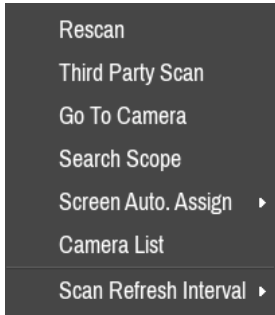 Rescan
Third Party Scan
Go To Camera
Search Scope
Screen Auto. Assign
Camera List
Scan Refresh Interval